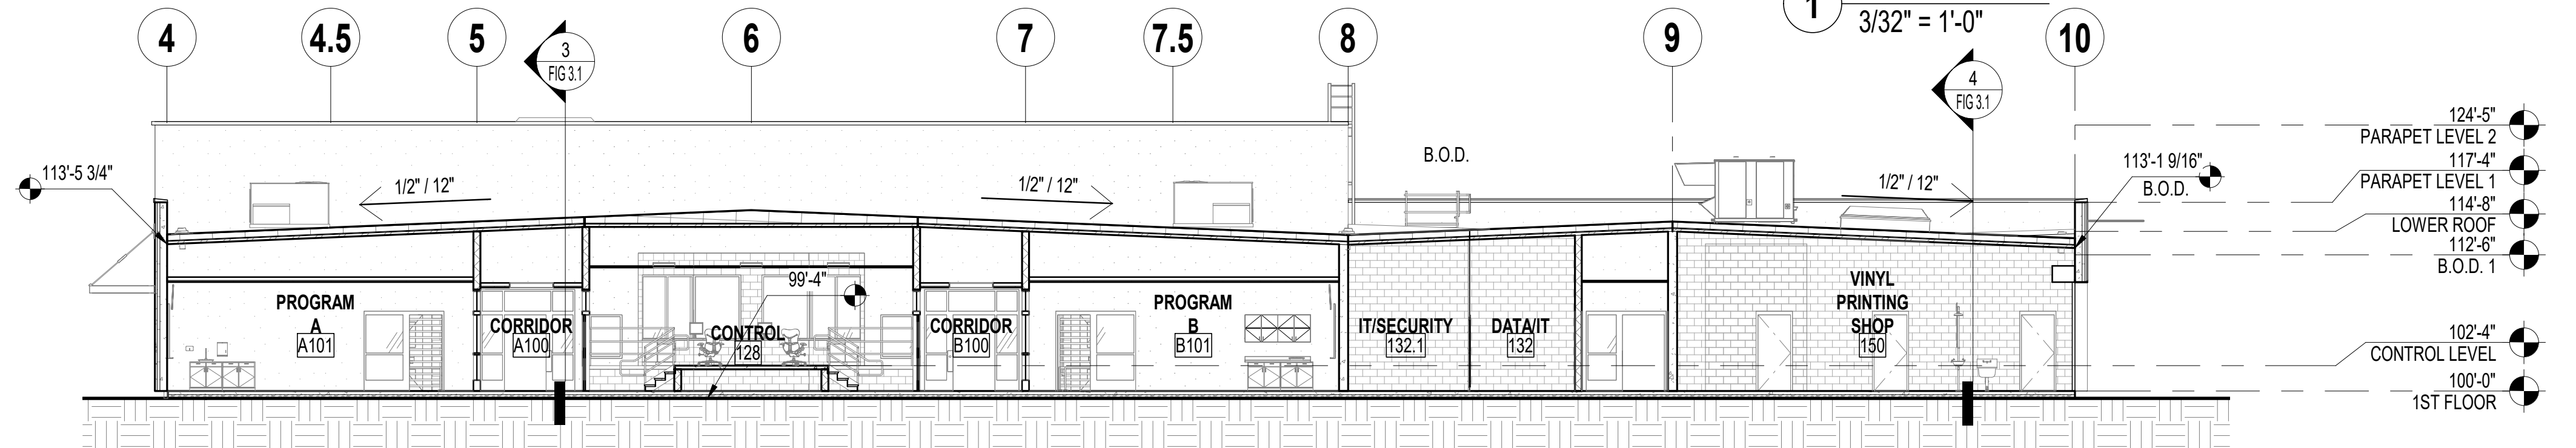 1
3/32" = 1'-0"
4
4.5
5
6
7
7.5
8
9
10
3
FIG 3.1
4
FIG 3.1
B.O.D.
113'-5 3/4"
1/2" / 12"
1/2" / 12"
1/2" / 12"
113'-1 9/16"
B.O.D.
124'-5"
PARAPET LEVEL 2
117'-4"
PARAPET LEVEL 1
114'-8"
LOWER ROOF
112'-6"
B.O.D. 1
102'-4"
CONTROL LEVEL
100'-0"
1ST FLOOR
99'-4"
PROGRAM
A
A101
CORRIDOR
A100
CONTROL
128
CORRIDOR
B100
PROGRAM
B
B101
IT/SECURITY
132.1
DATA/IT
132
VINYL
PRINTING
SHOP
150